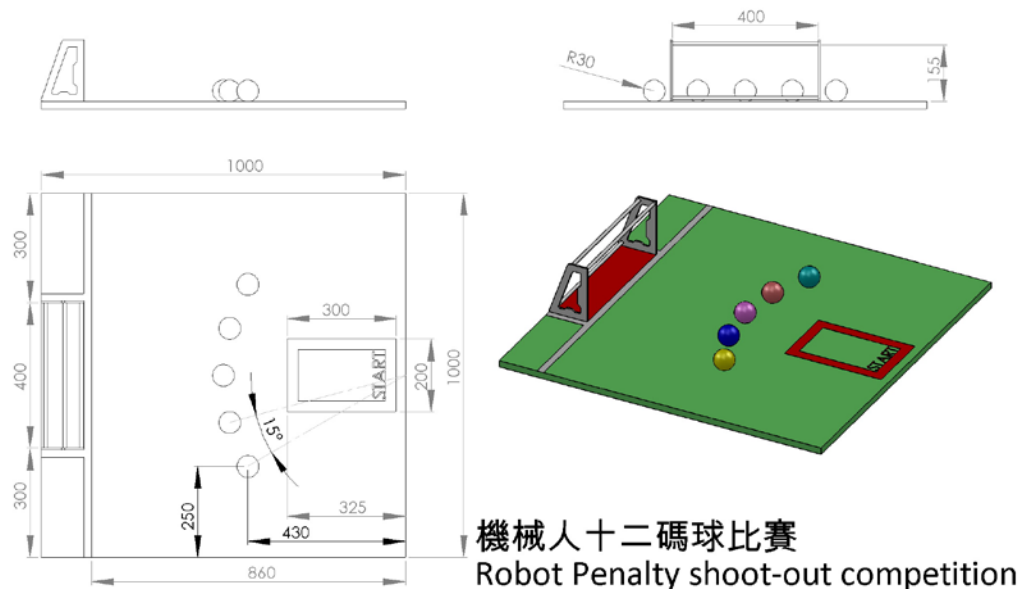 400
R30
155
1000
300
300
400
START
200
1000
15°
300
250
325
430
860
START
機械人十二碼球比賽
Robot Penalty shoot-out competition